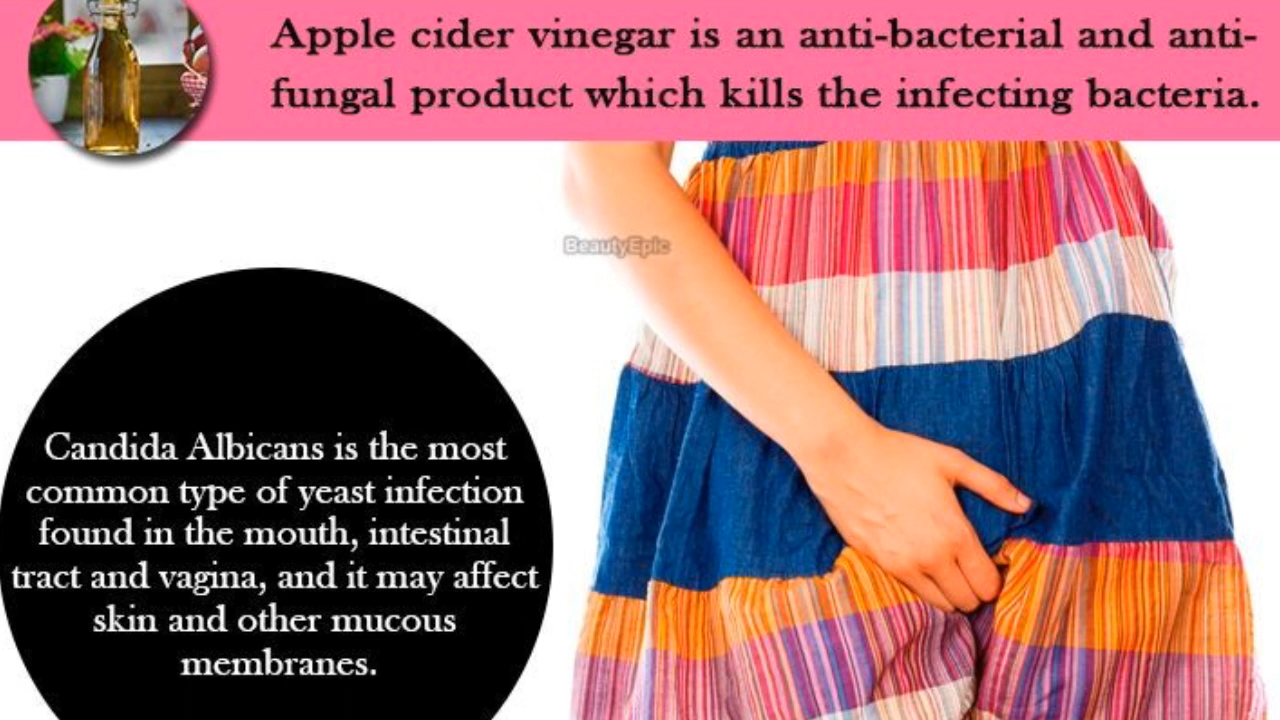 Apple cider vinegar is an anti-bacterial and anti-
fungal product which kills the infecting bacteria.
BeautyEpic
Candida Albicans is the most
common type of yeast infection
found in the mouth, intestinal
tract and vagina, and it may affect
skin and other mucous
membranes.